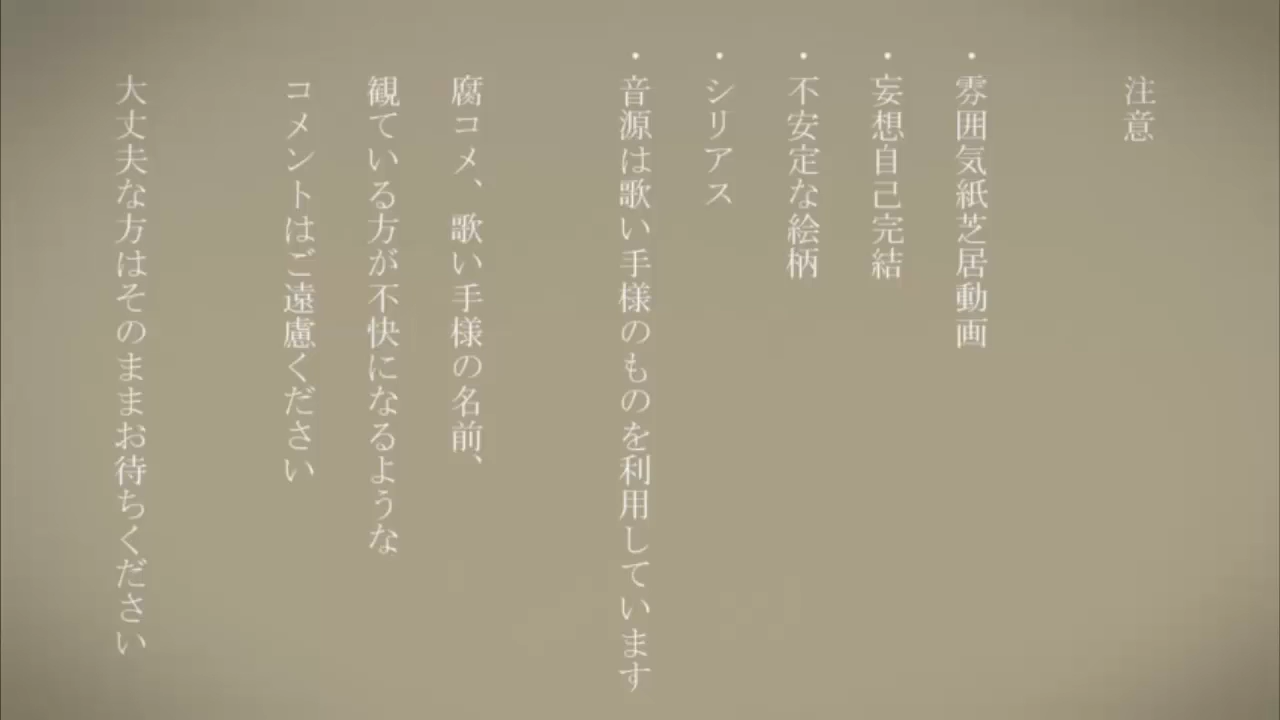 注意
・雰囲気紙芝居動画
・妄想自己完結
・不安定な絵柄
・シリアス
・音源は歌い手様のものを利用しています
腐コメ、歌い手様の名前、
観ている方が不快になるような
コメントはご遠慮ください
大丈夫な方はそのままお待ちください